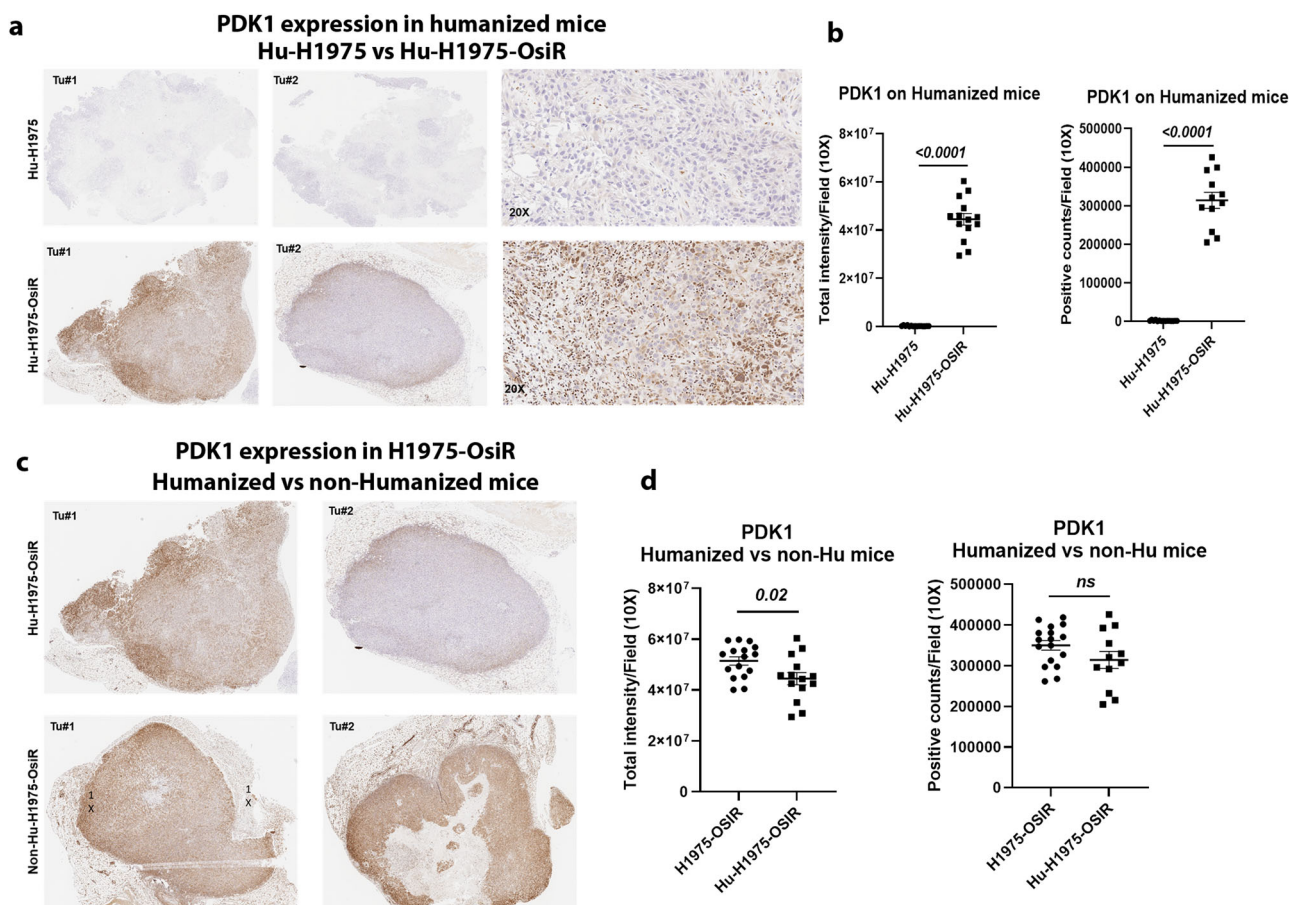 a
PDK1 expression in humanized mice
Hu-H1975 vs Hu-H1975-OsiR
Hu-H1975
Tu#1
Tu#2
20X
Hu-H1975-OsiR
Tu#1
Tu#2
20X
b
PDK1 on Humanized mice
Total intensity/Field (10X)
8×10⁷
6×10⁷
4×10⁷
2×10⁷
0
<0.0001
Hu-H1975
Hu-H1975-OSIR
PDK1 on Humanized mice
Positive counts/Field (10X)
500000
400000
300000
200000
100000
0
<0.0001
Hu-H1975
Hu-H1975-OSIR
c
PDK1 expression in H1975-OsiR
Humanized vs non-Humanized mice
Hu-H1975-OsiR
Tu#1
Tu#2
Non-Hu-H1975-OsiR
Tu#1
1
X
1
X
Tu#2
d
PDK1
Humanized vs non-Hu mice
Total intensity/Field (10X)
8×10⁷
6×10⁷
4×10⁷
2×10⁷
0
0.02
H1975-OSIR
Hu-H1975-OSIR
PDK1
Humanized vs non-Hu mice
Positive counts/Field (10X)
500000
400000
300000
200000
100000
0
ns
H1975-OSIR
Hu-H1975-OSIR